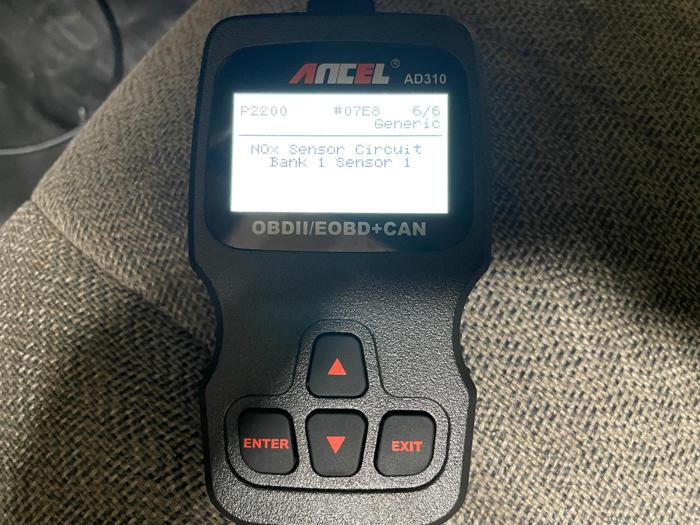 ANCEL® AD310
P2200 #07E8 6/6
Generic
NOx Sensor Circuit
Bank 1 Sensor 1
OBDII/EOBD+CAN
▲
ENTER ▼ EXIT